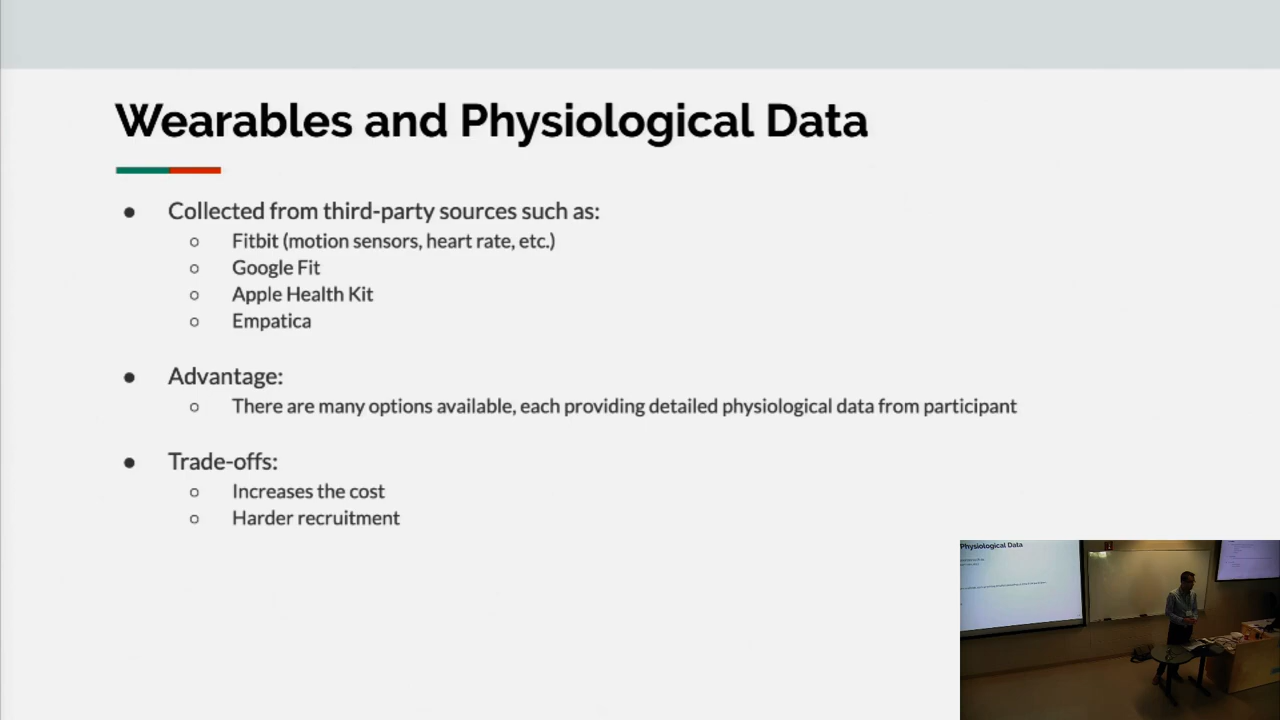 Wearables and Physiological Data
● Collected from third-party sources such as:
○ Fitbit (motion sensors, heart rate, etc.)
○ Google Fit
○ Apple Health Kit
○ Empatica
● Advantage:
○ There are many options available, each providing detailed physiological data from participant
● Trade-offs:
○ Increases the cost
○ Harder recruitment
Physiological Data